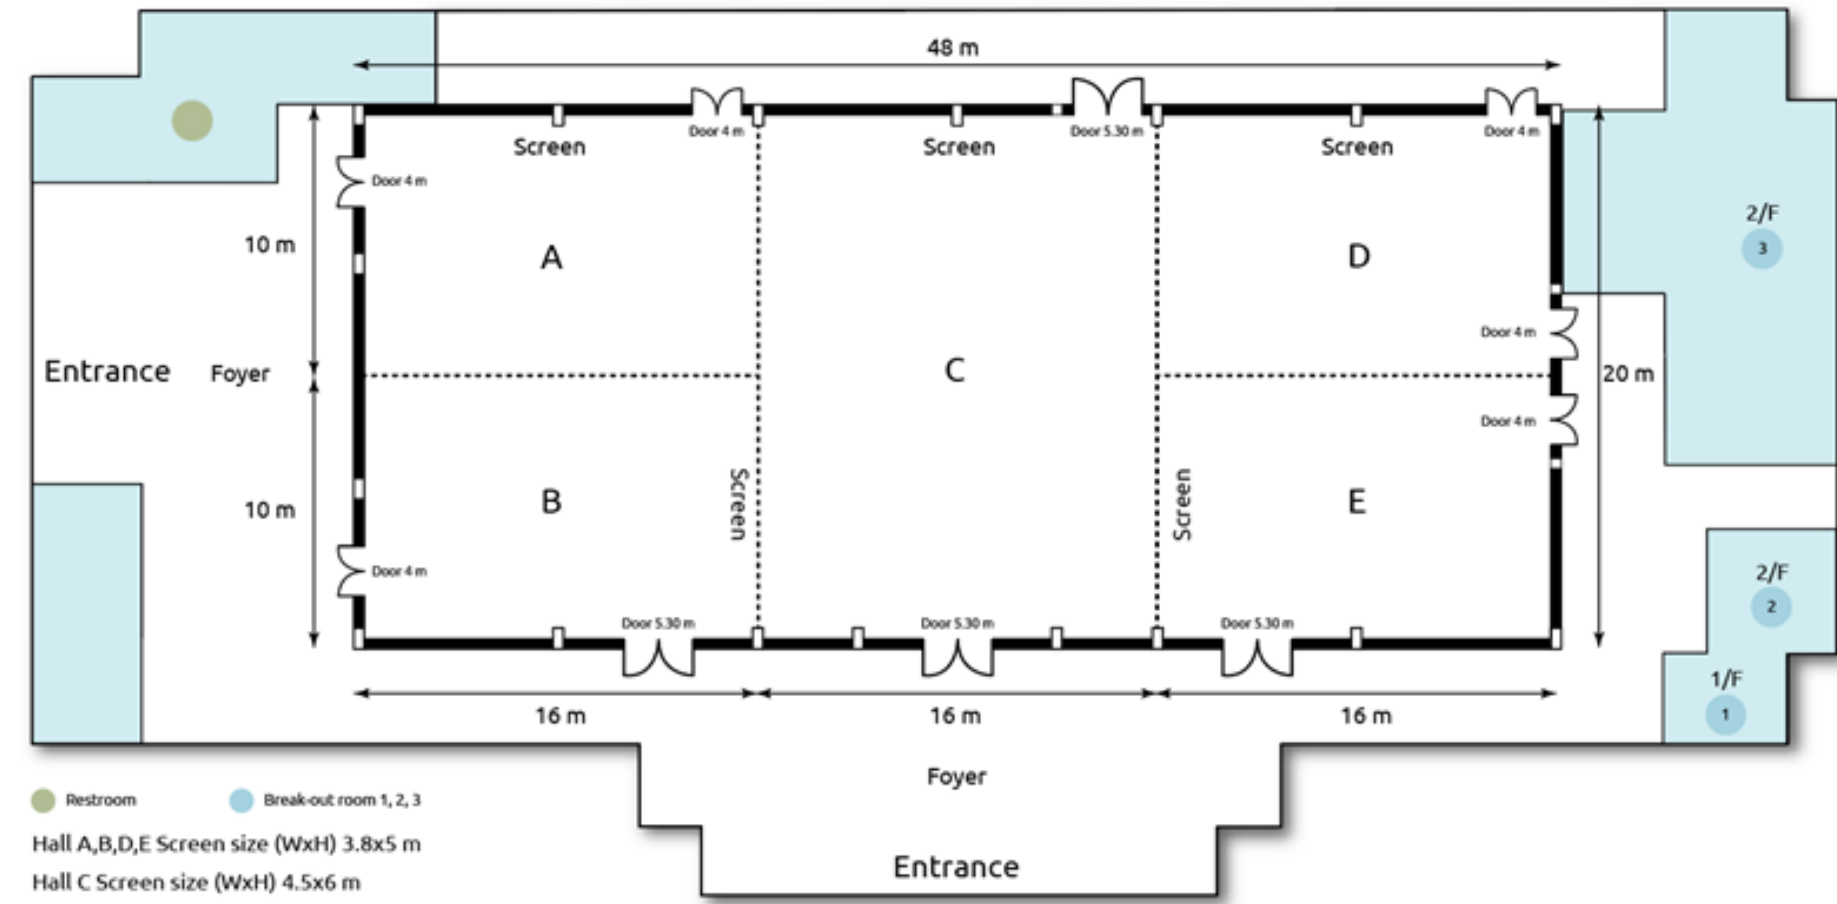 48 m
Door 4 m
Door 5.30 m
Door 4 m
Screen
Screen
Screen
Door 4 m
10 m
A
D
2/F
3
Door 4 m
Entrance
Foyer
C
20 m
Door 4 m
10 m
B
Screen
Screen
E
Door 4 m
2/F
2
Door 5.30 m
Door 5.30 m
Door 5.30 m
1/F
1
16 m
16 m
16 m
Foyer
Entrance
Restroom
Break-out room 1, 2, 3
Hall A,B,D,E Screen size (WxH) 3.8x5 m
Hall C Screen size (WxH) 4.5x6 m